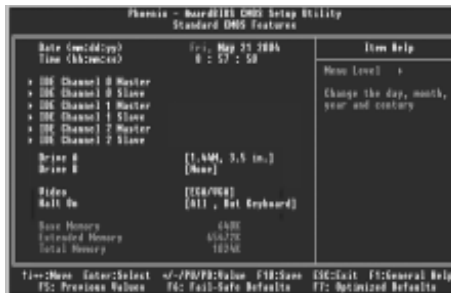 Phoenix - AwardBIOS CMOS Setup Utility
Standard CMOS Features
Date (mm:dd:yy) Fri, May 21 2004
Time (hh:mm:ss) 0 : 57 : 50
Item Help
Menu Level
Change the day, month, year and century
IDE Channel 0 Master
IDE Channel 0 Slave
IDE Channel 1 Master
IDE Channel 1 Slave
IDE Channel 2 Master
IDE Channel 2 Slave
Drive A [1.44M, 3.5 in.]
Drive B [None]
Video [EGA/VGA]
Halt On [All , But Keyboard]
Base Memory 640K
Extended Memory
Total Memory 1024K
↑↓→←:Move Enter:Select +/-/PU/PD:Value F10:Save ESC:Exit F1:General Help
F5: Previous Values F6: Fail-Safe Defaults F7: Optimized Defaults